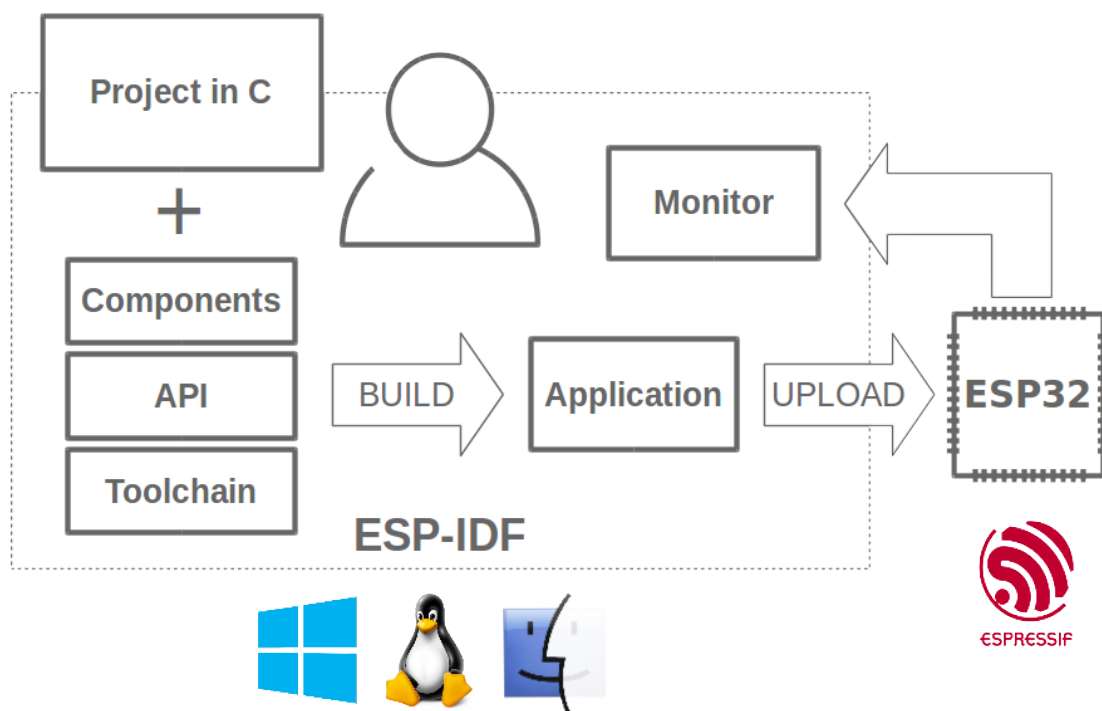 Project in C
+
Monitor
Components
API
BUILD
Application
UPLOAD
ESP32
Toolchain
ESP-IDF
ESPRESSIF